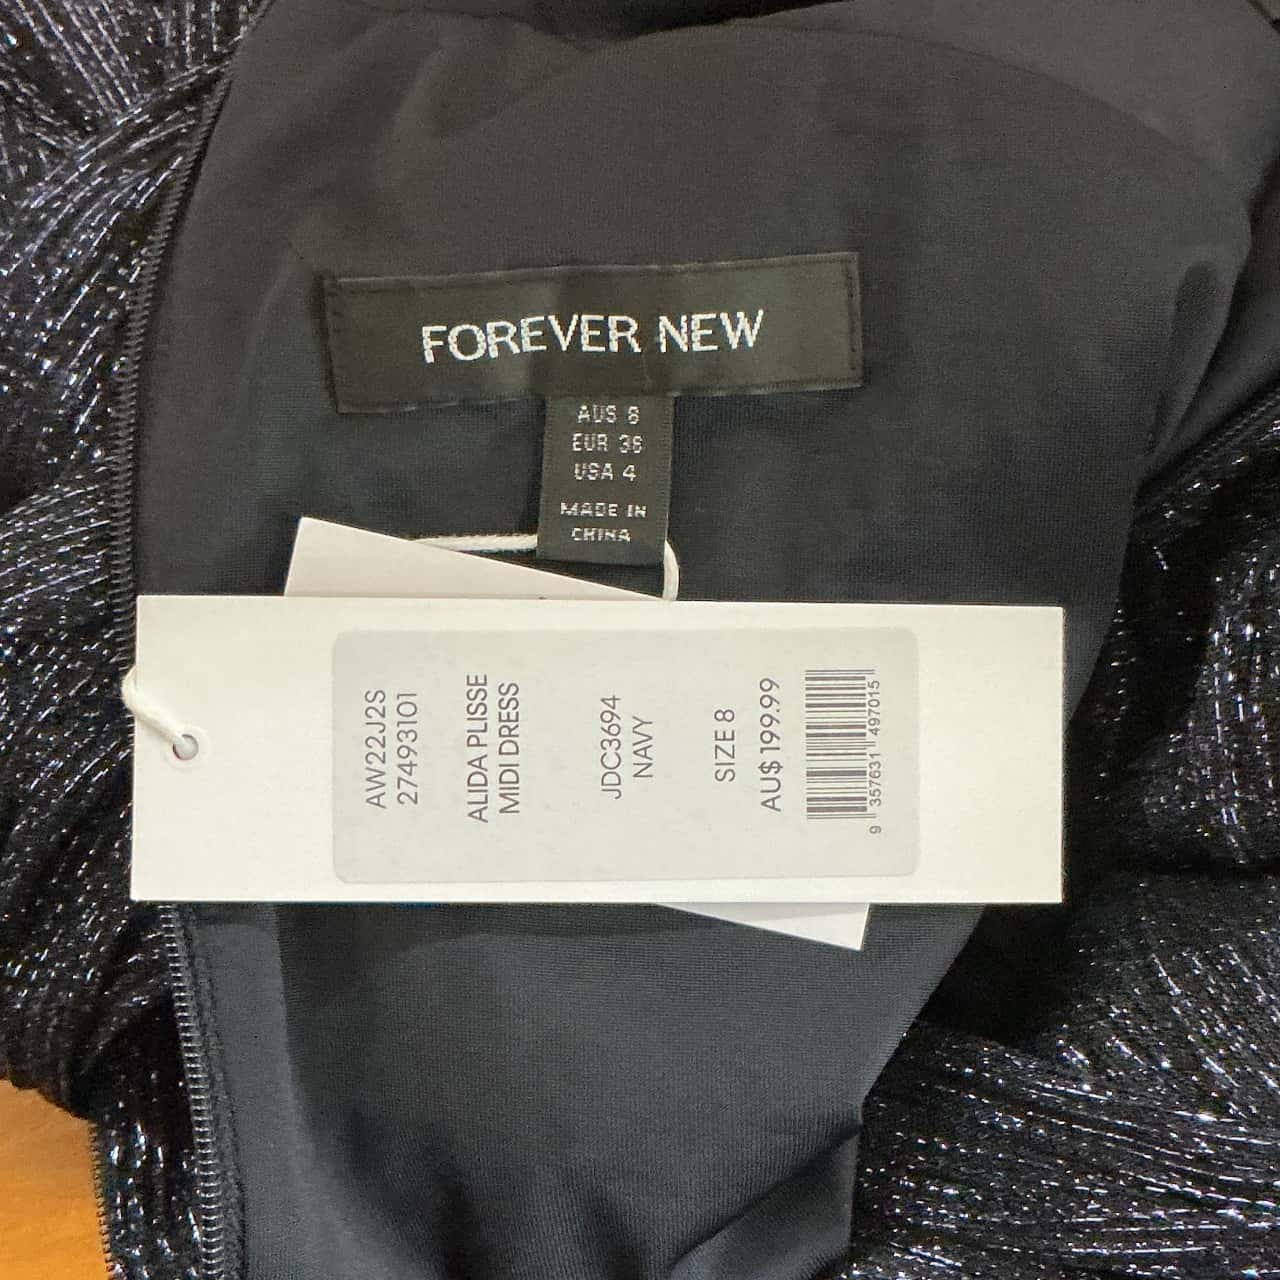 FOREVER NEW
AUS 8
EUR 36
USA 4
MADE IN
CHINA
AW22J2S
27493101
ALIDA PLISSE
MIDI DRESS
JDC3694
NAVY
SIZE 8
AU$ 199.99
9 357631 497015